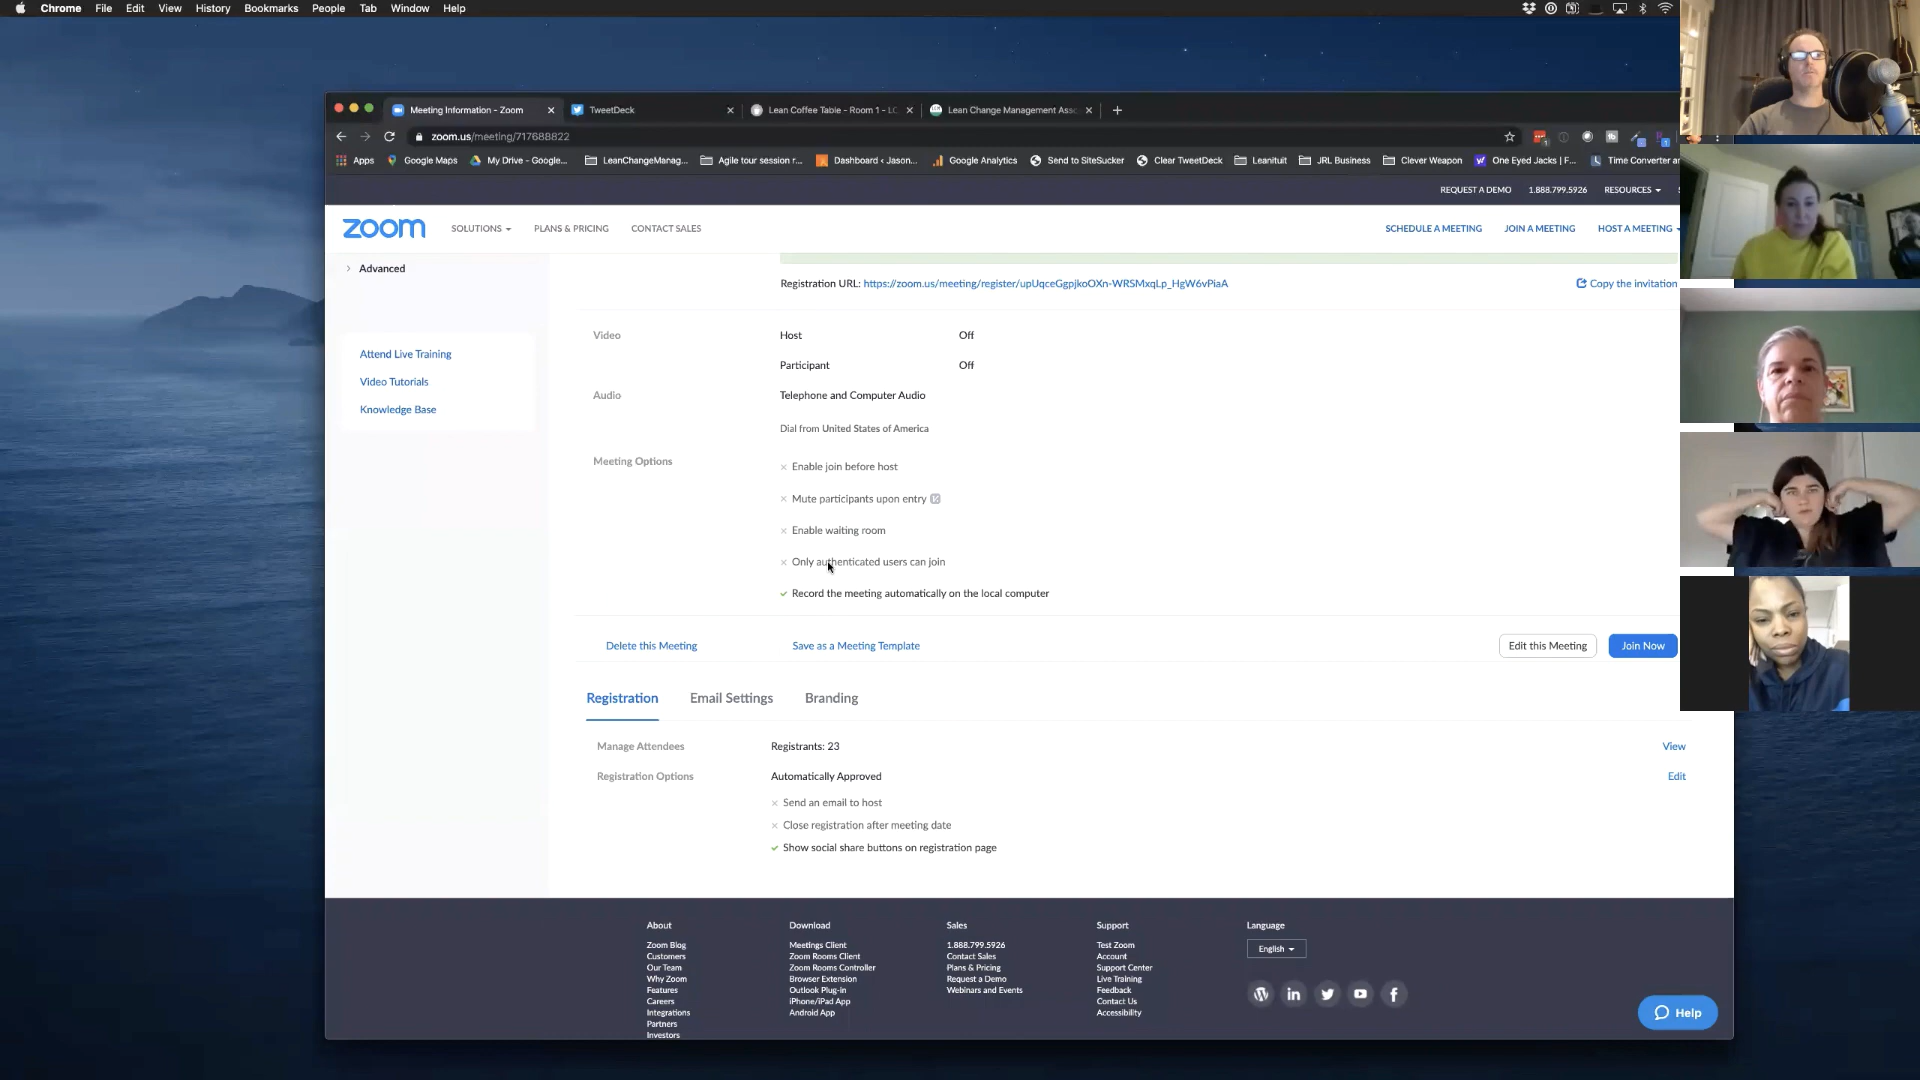 Chrome File Edit View History Bookmarks People Tab Window Help
Meeting Information - Zoom TweetDeck Lean Coffee Table - Room 1 - LC Lean Change Management Ass
zoom.us/meeting/717688822
Apps Google Maps My Drive - Google... LeanChangeManag... Agile tour session r... Dashboard ‹ Jason... Google Analytics Send to SiteSucker Clear TweetDeck Leanituit JRL Business Clever Weapon One Eyed Jacks | F... Time Converter
REQUEST A DEMO 1.888.799.5926 RESOURCES
zoom SOLUTIONS PLANS & PRICING CONTACT SALES SCHEDULE A MEETING JOIN A MEETING HOST A MEETING
Advanced
Registration URL: https://zoom.us/meeting/register/upUqceGgpjkoOXn-WRSMxqLp_HgW6vPiaA Copy the invitation
Video Host Off
Participant Off
Attend Live Training
Video Tutorials
Knowledge Base
Audio Telephone and Computer Audio
Dial from United States of America
Meeting Options
Enable join before host
Mute participants upon entry
Enable waiting room
Only authenticated users can join
Record the meeting automatically on the local computer
Delete this Meeting Save as a Meeting Template Edit this Meeting Join Now
Registration Email Settings Branding
Manage Attendees Registrants: 23 View
Registration Options Automatically Approved Edit
Send an email to host
Close registration after meeting date
Show social share buttons on registration page
About Download Sales Support Language
Zoom Blog Meetings Client 1.888.799.5926 Test Zoom English
Customers Zoom Rooms Client Contact Sales Account
Our Team Zoom Rooms Controller Plans & Pricing Support Center
Why Zoom Browser Extension Request a Demo Live Training
Features Outlook Plug-in Webinars and Events Feedback
Careers iPhone/iPad App Contact Us
Integrations Android App Accessibility
Partners
Investors
Help